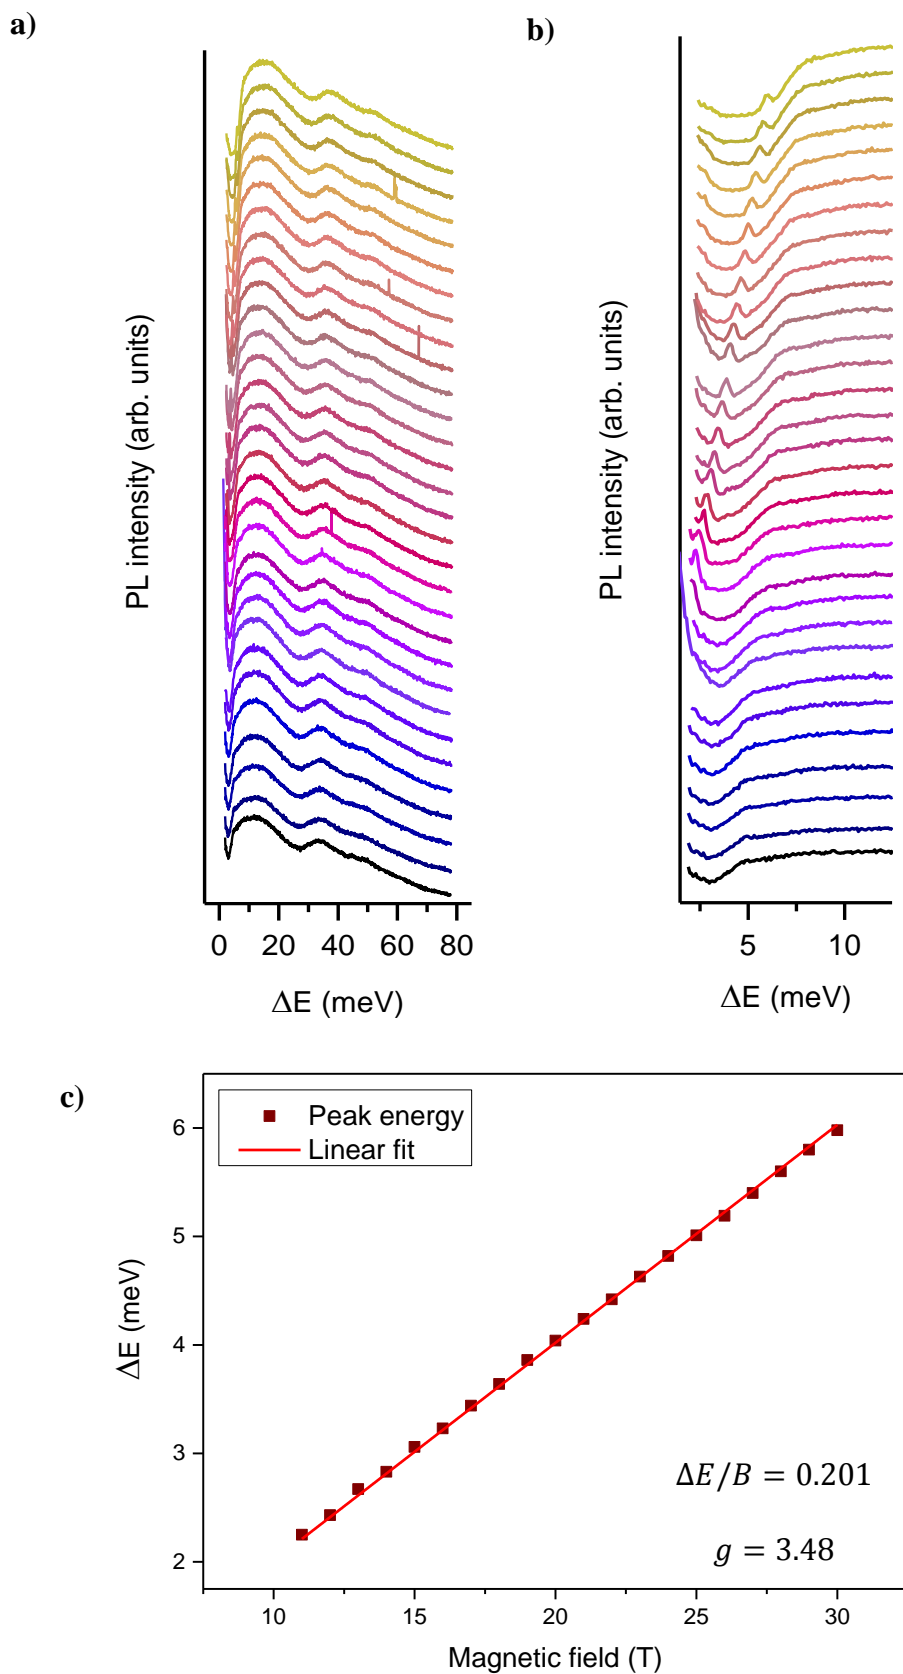 a)
b)
PL intensity (arb. units)
PL intensity (arb. units)
0 20 40 60 80
5 10
ΔE (meV)
ΔE (meV)
c)
Peak energy
Linear fit
6
5
4
3
2
ΔE (meV)
ΔE/B = 0.201
g = 3.48
10 15 20 25 30
Magnetic field (T)